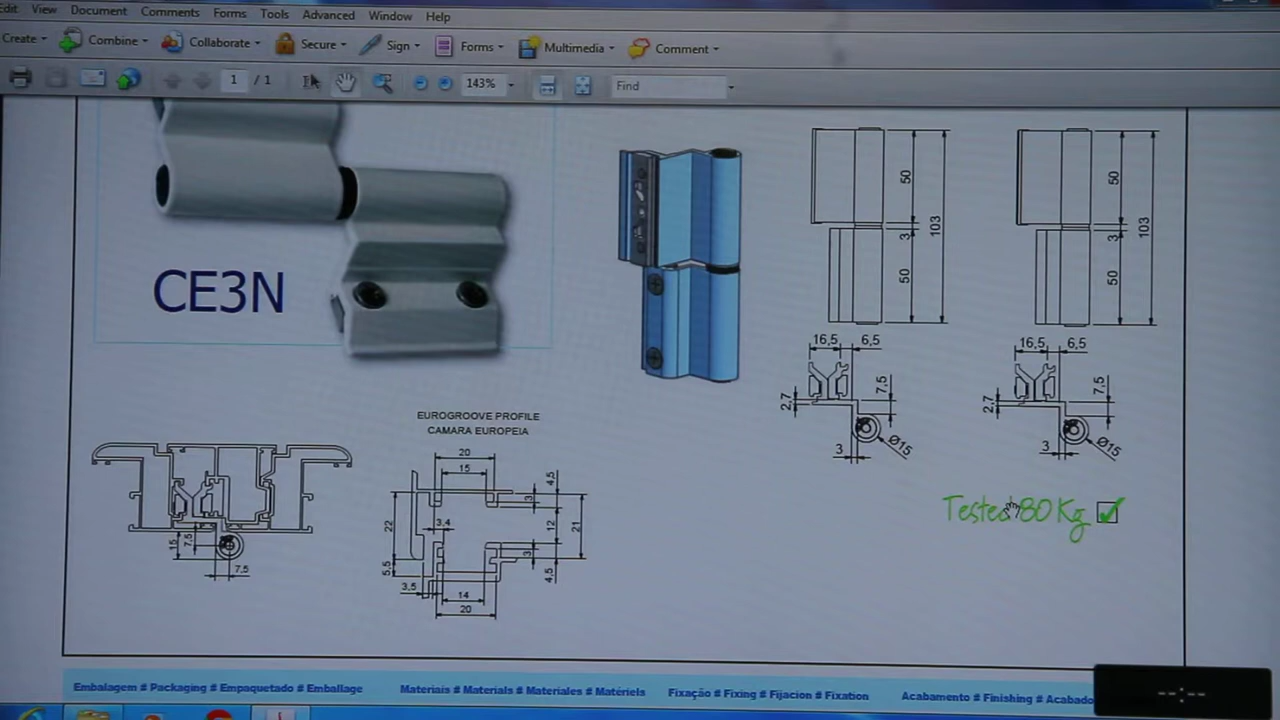 Edit View Document Comments Forms Tools Advanced Window Help
Create Combine Collaborate Secure Sign Forms Multimedia Comment
1 / 1 143% Find
CE3N
50
3
50
103
50
3
50
103
16,5 6,5
2,7
7,5
3
Ø15
16,5 6,5
2,7
7,5
3
Ø15
EUROGROOVE PROFILE
CAMARA EUROPEIA
20
15
4,5
3
22
3,4
12
21
3
5,5
4,5
3,5
14
20
15
7,5
7,5
Tested 80 Kg
Embalagem # Packaging # Empaquetado # Emballage
Materiais # Materials # Materiales # Matériels
Fixação # Fixing # Fijacion # Fixation
Acabamento # Finishing # Acabado
--:--